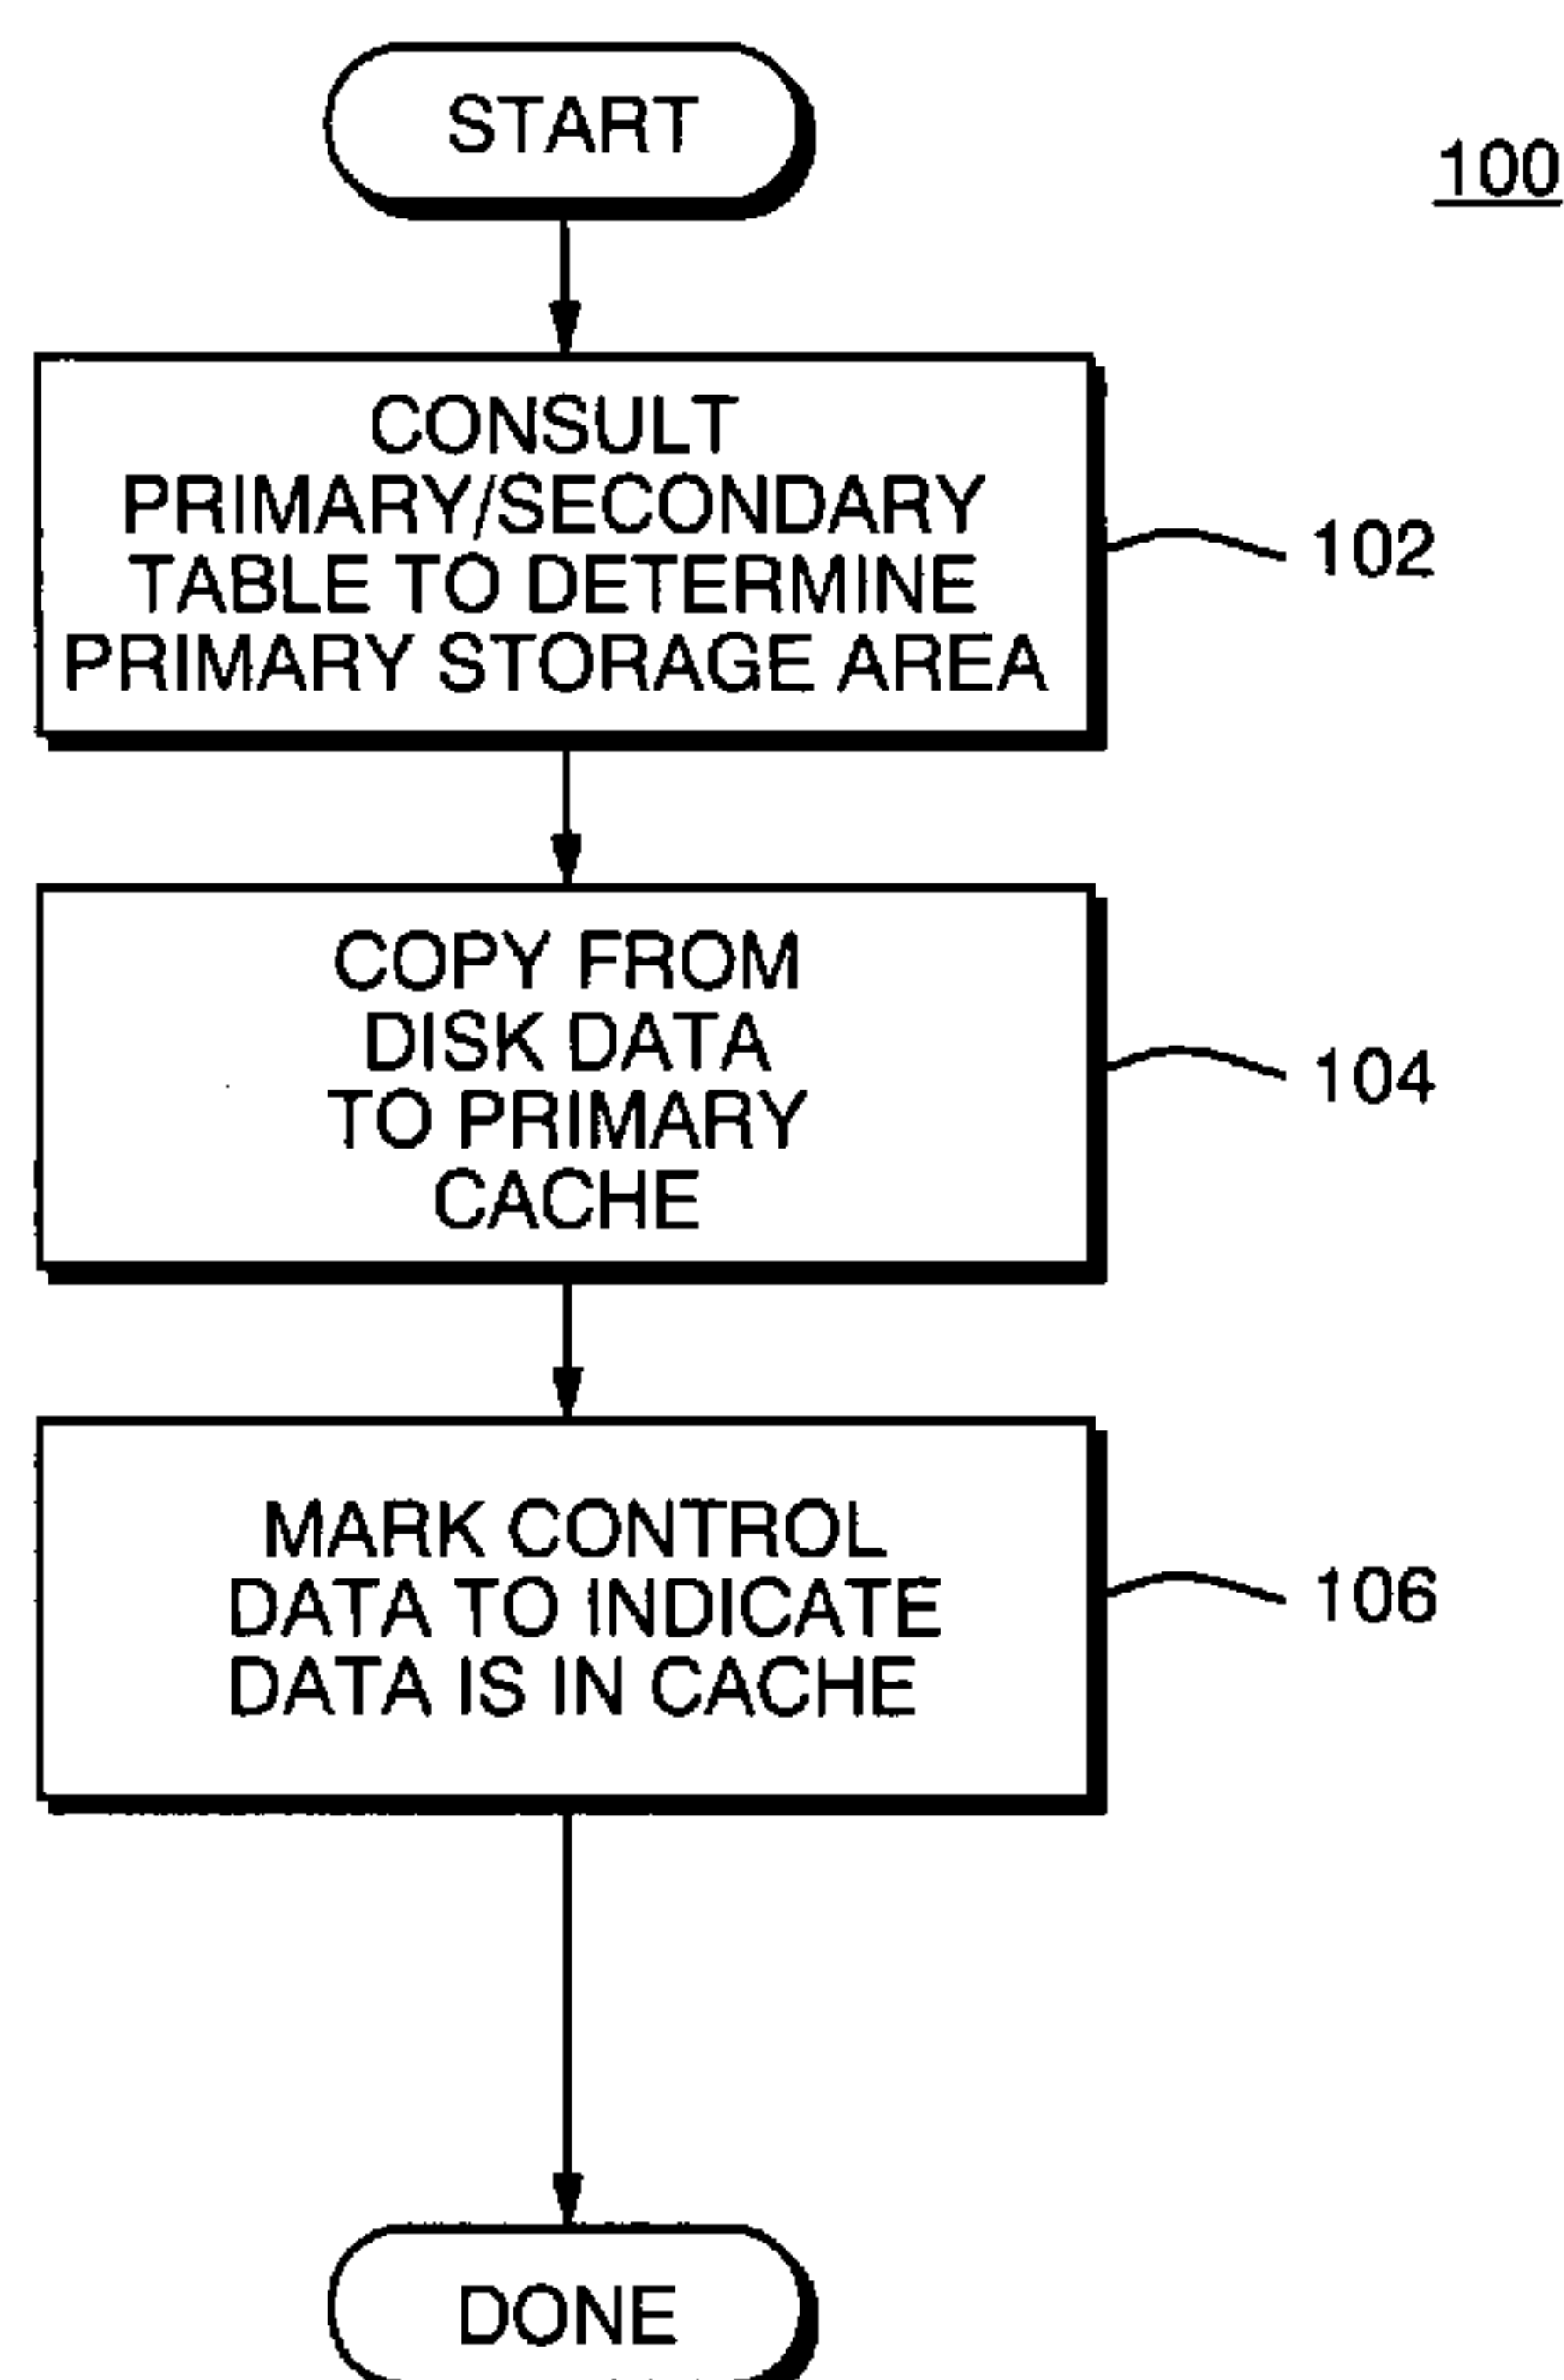 START
100
CONSULT
PRIMARY/SECONDARY
TABLE TO DETERMINE
PRIMARY STORAGE AREA
102
COPY FROM
DISK DATA
TO PRIMARY
CACHE
104
MARK CONTROL
DATA TO INDICATE
DATA IS IN CACHE
106
DONE